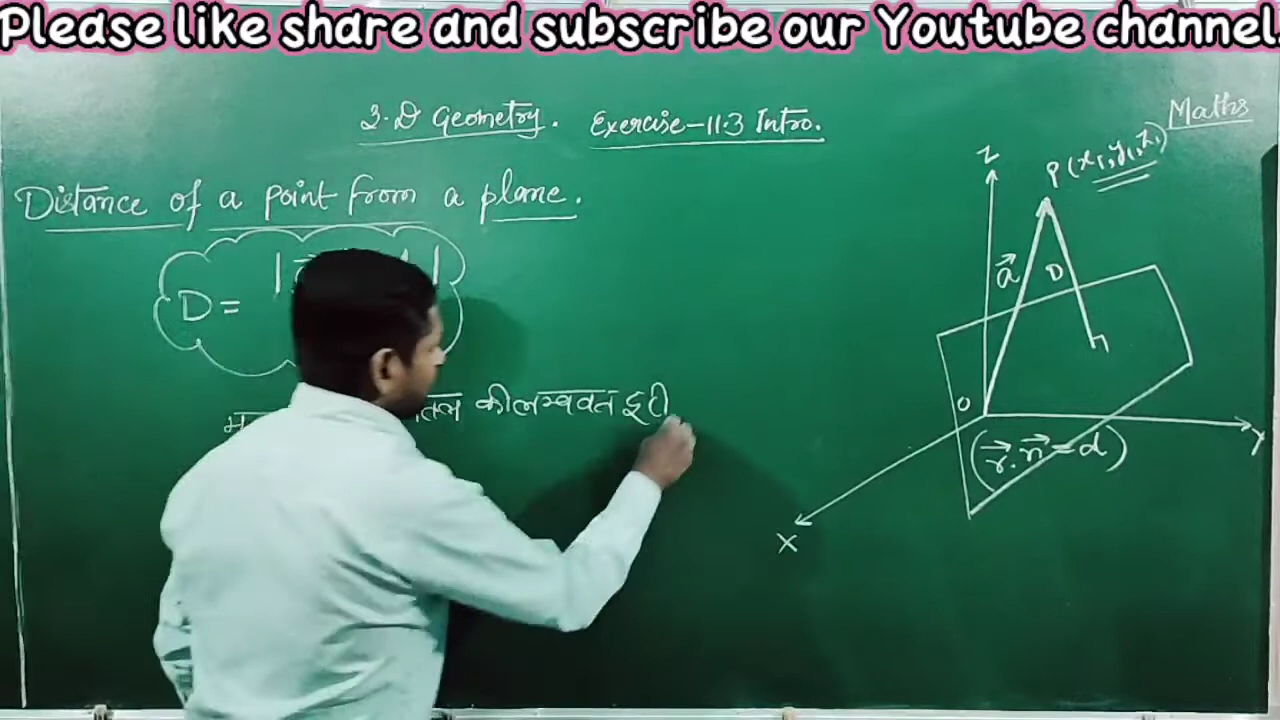 Please like share and subscribe our Youtube channel.
3-D Geometry. Exercise-11.3 Intro.
Maths
Distance of a point from a plane.
D =
की लम्बवत
Z
P(x₁,y₁,z₁)
a⃗
D
O
Y
(r⃗.n⃗=d)
X